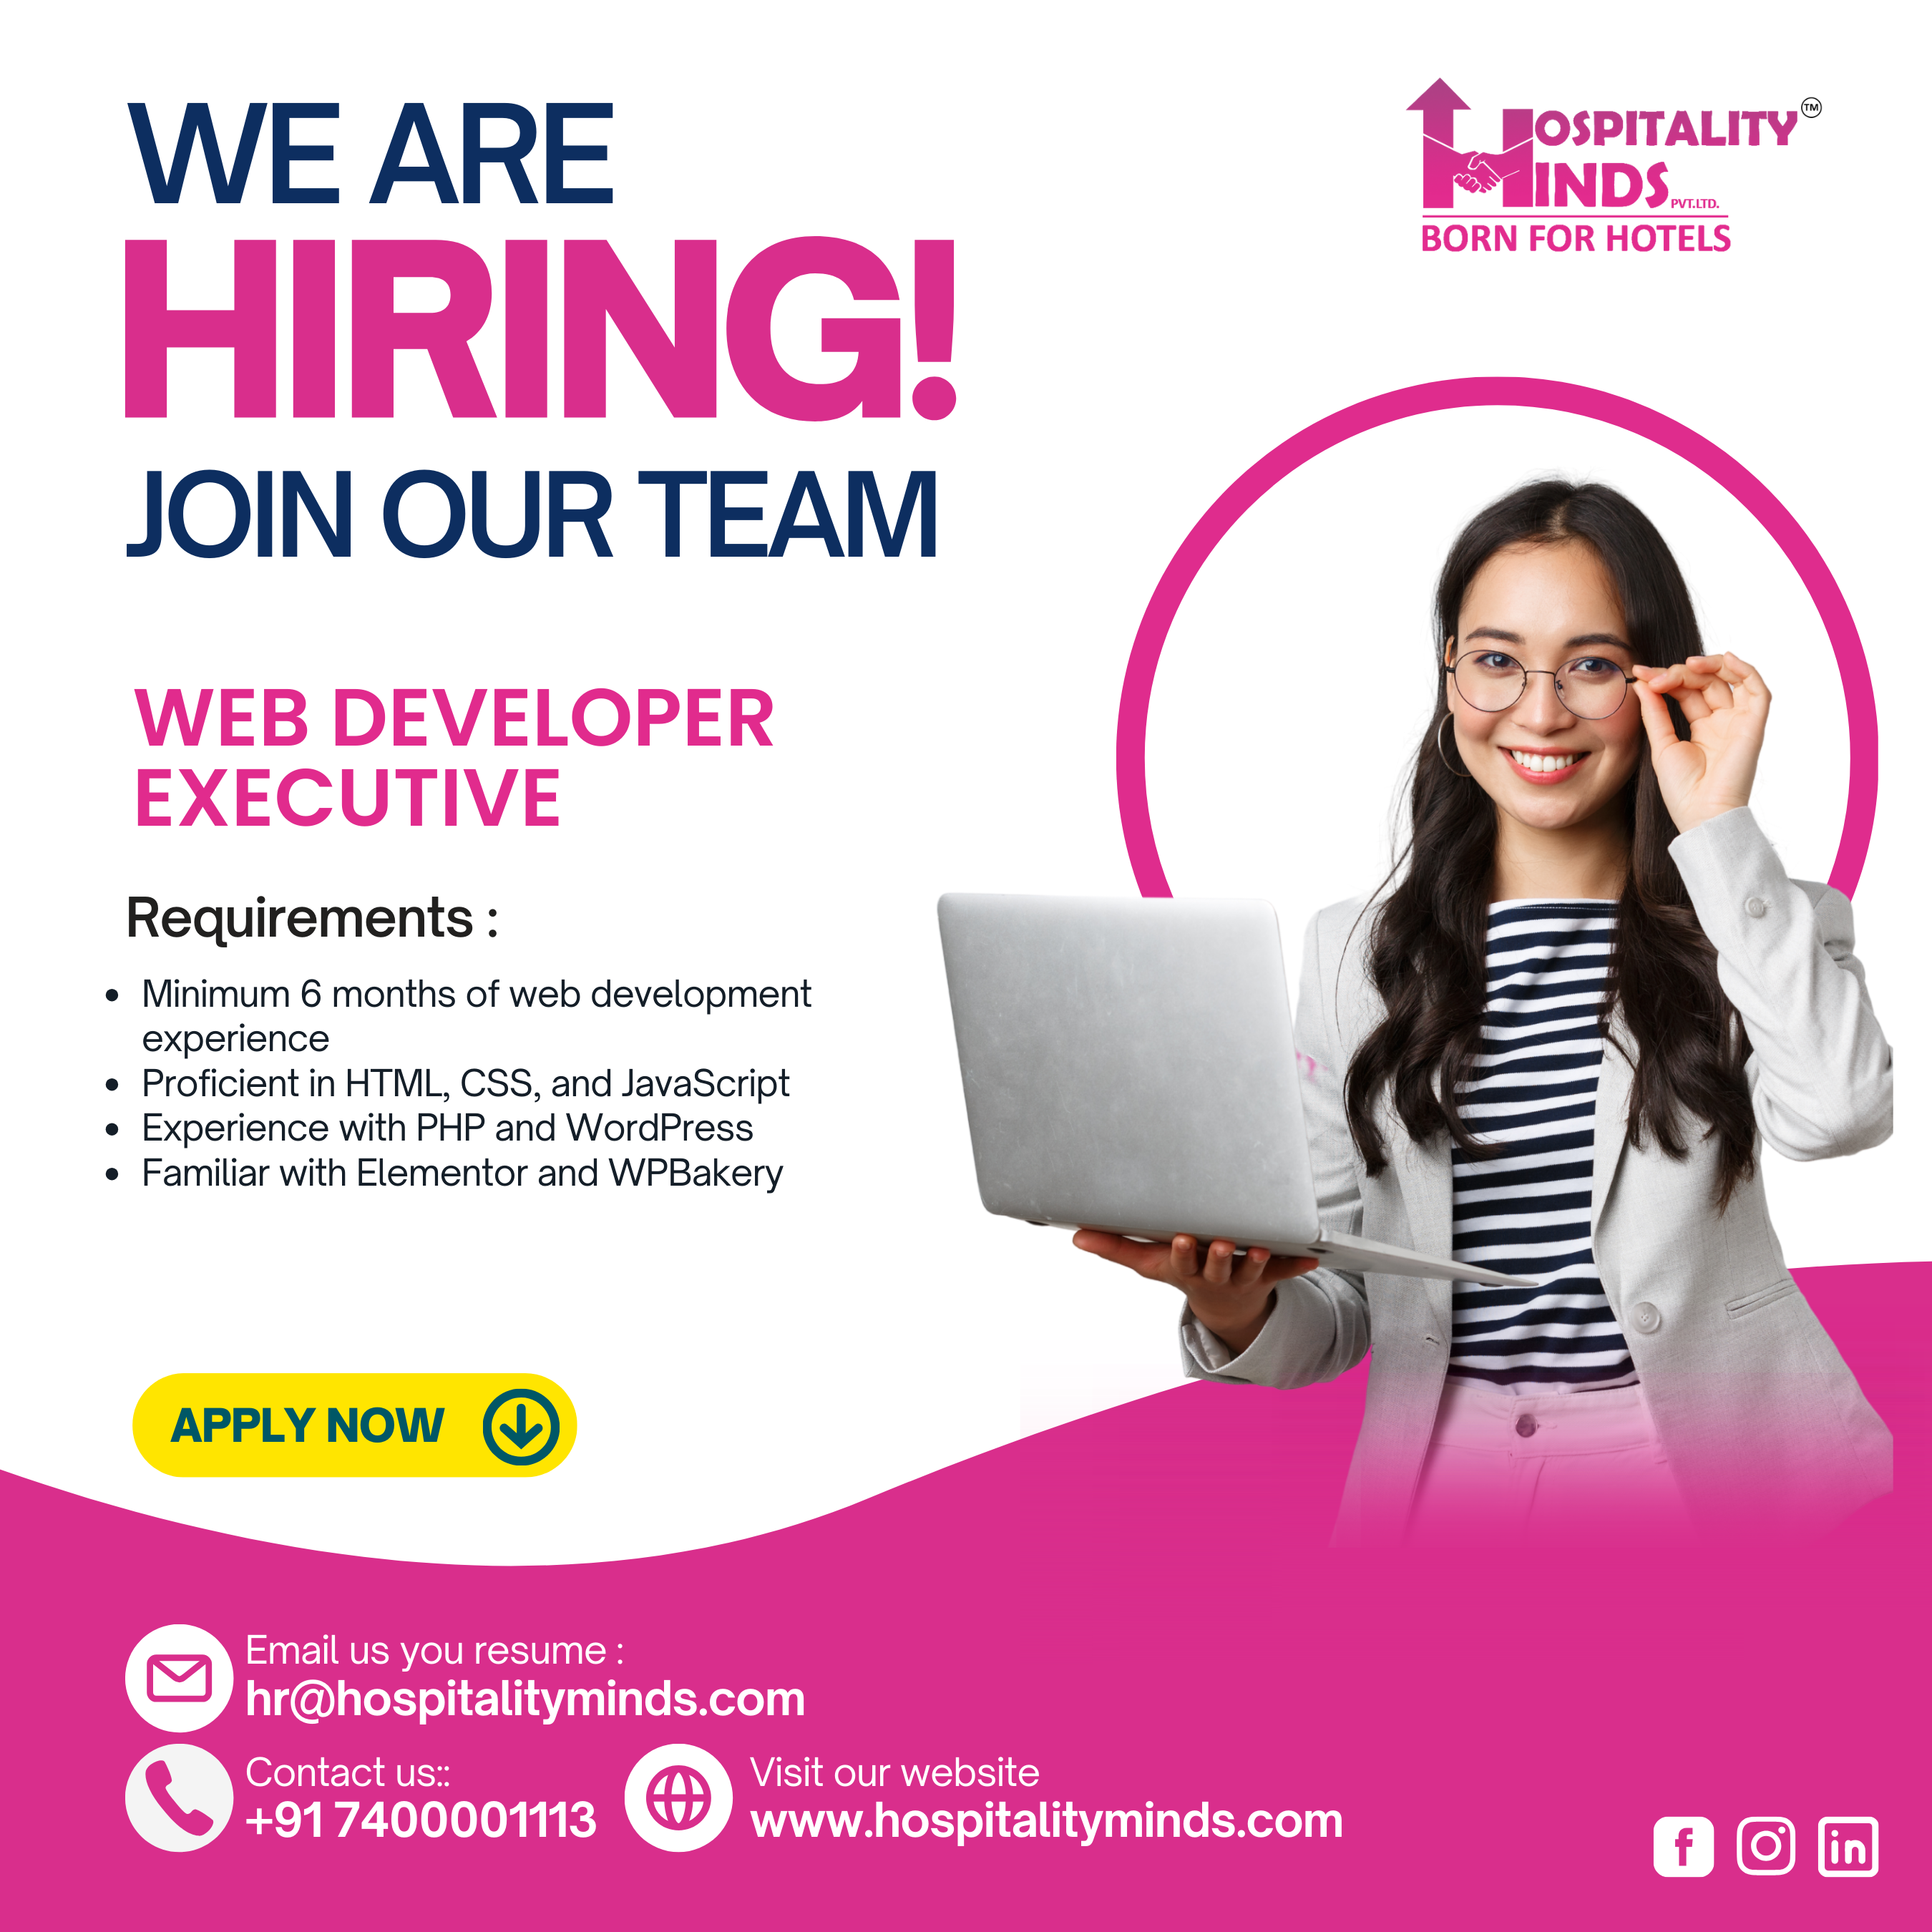 WE ARE
HIRING!
JOIN OUR TEAM
HOSPITALITY™
MINDS PVT.LTD.
BORN FOR HOTELS
WEB DEVELOPER
EXECUTIVE
Requirements :
• Minimum 6 months of web development
experience
• Proficient in HTML, CSS, and JavaScript
• Experience with PHP and WordPress
• Familiar with Elementor and WPBakery
APPLY NOW
Email us you resume :
hr@hospitalityminds.com
Contact us::
+91 7400001113
Visit our website
www.hospitalityminds.com
f
in